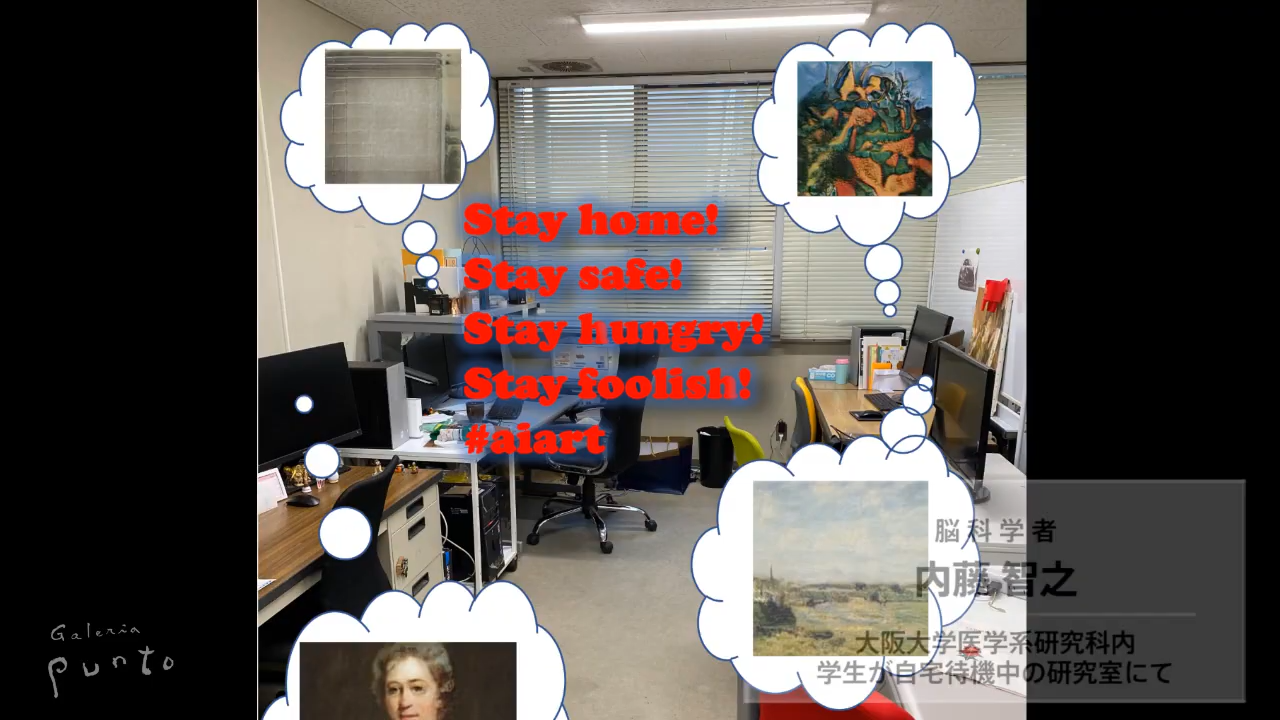 Stay home!
Stay safe!
Stay hungry!
Stay foolish!
#aiart
脳科学者
内藤 智之
大阪大学医学系研究科内
学生が自宅待機中の研究室にて
Galeria
punto